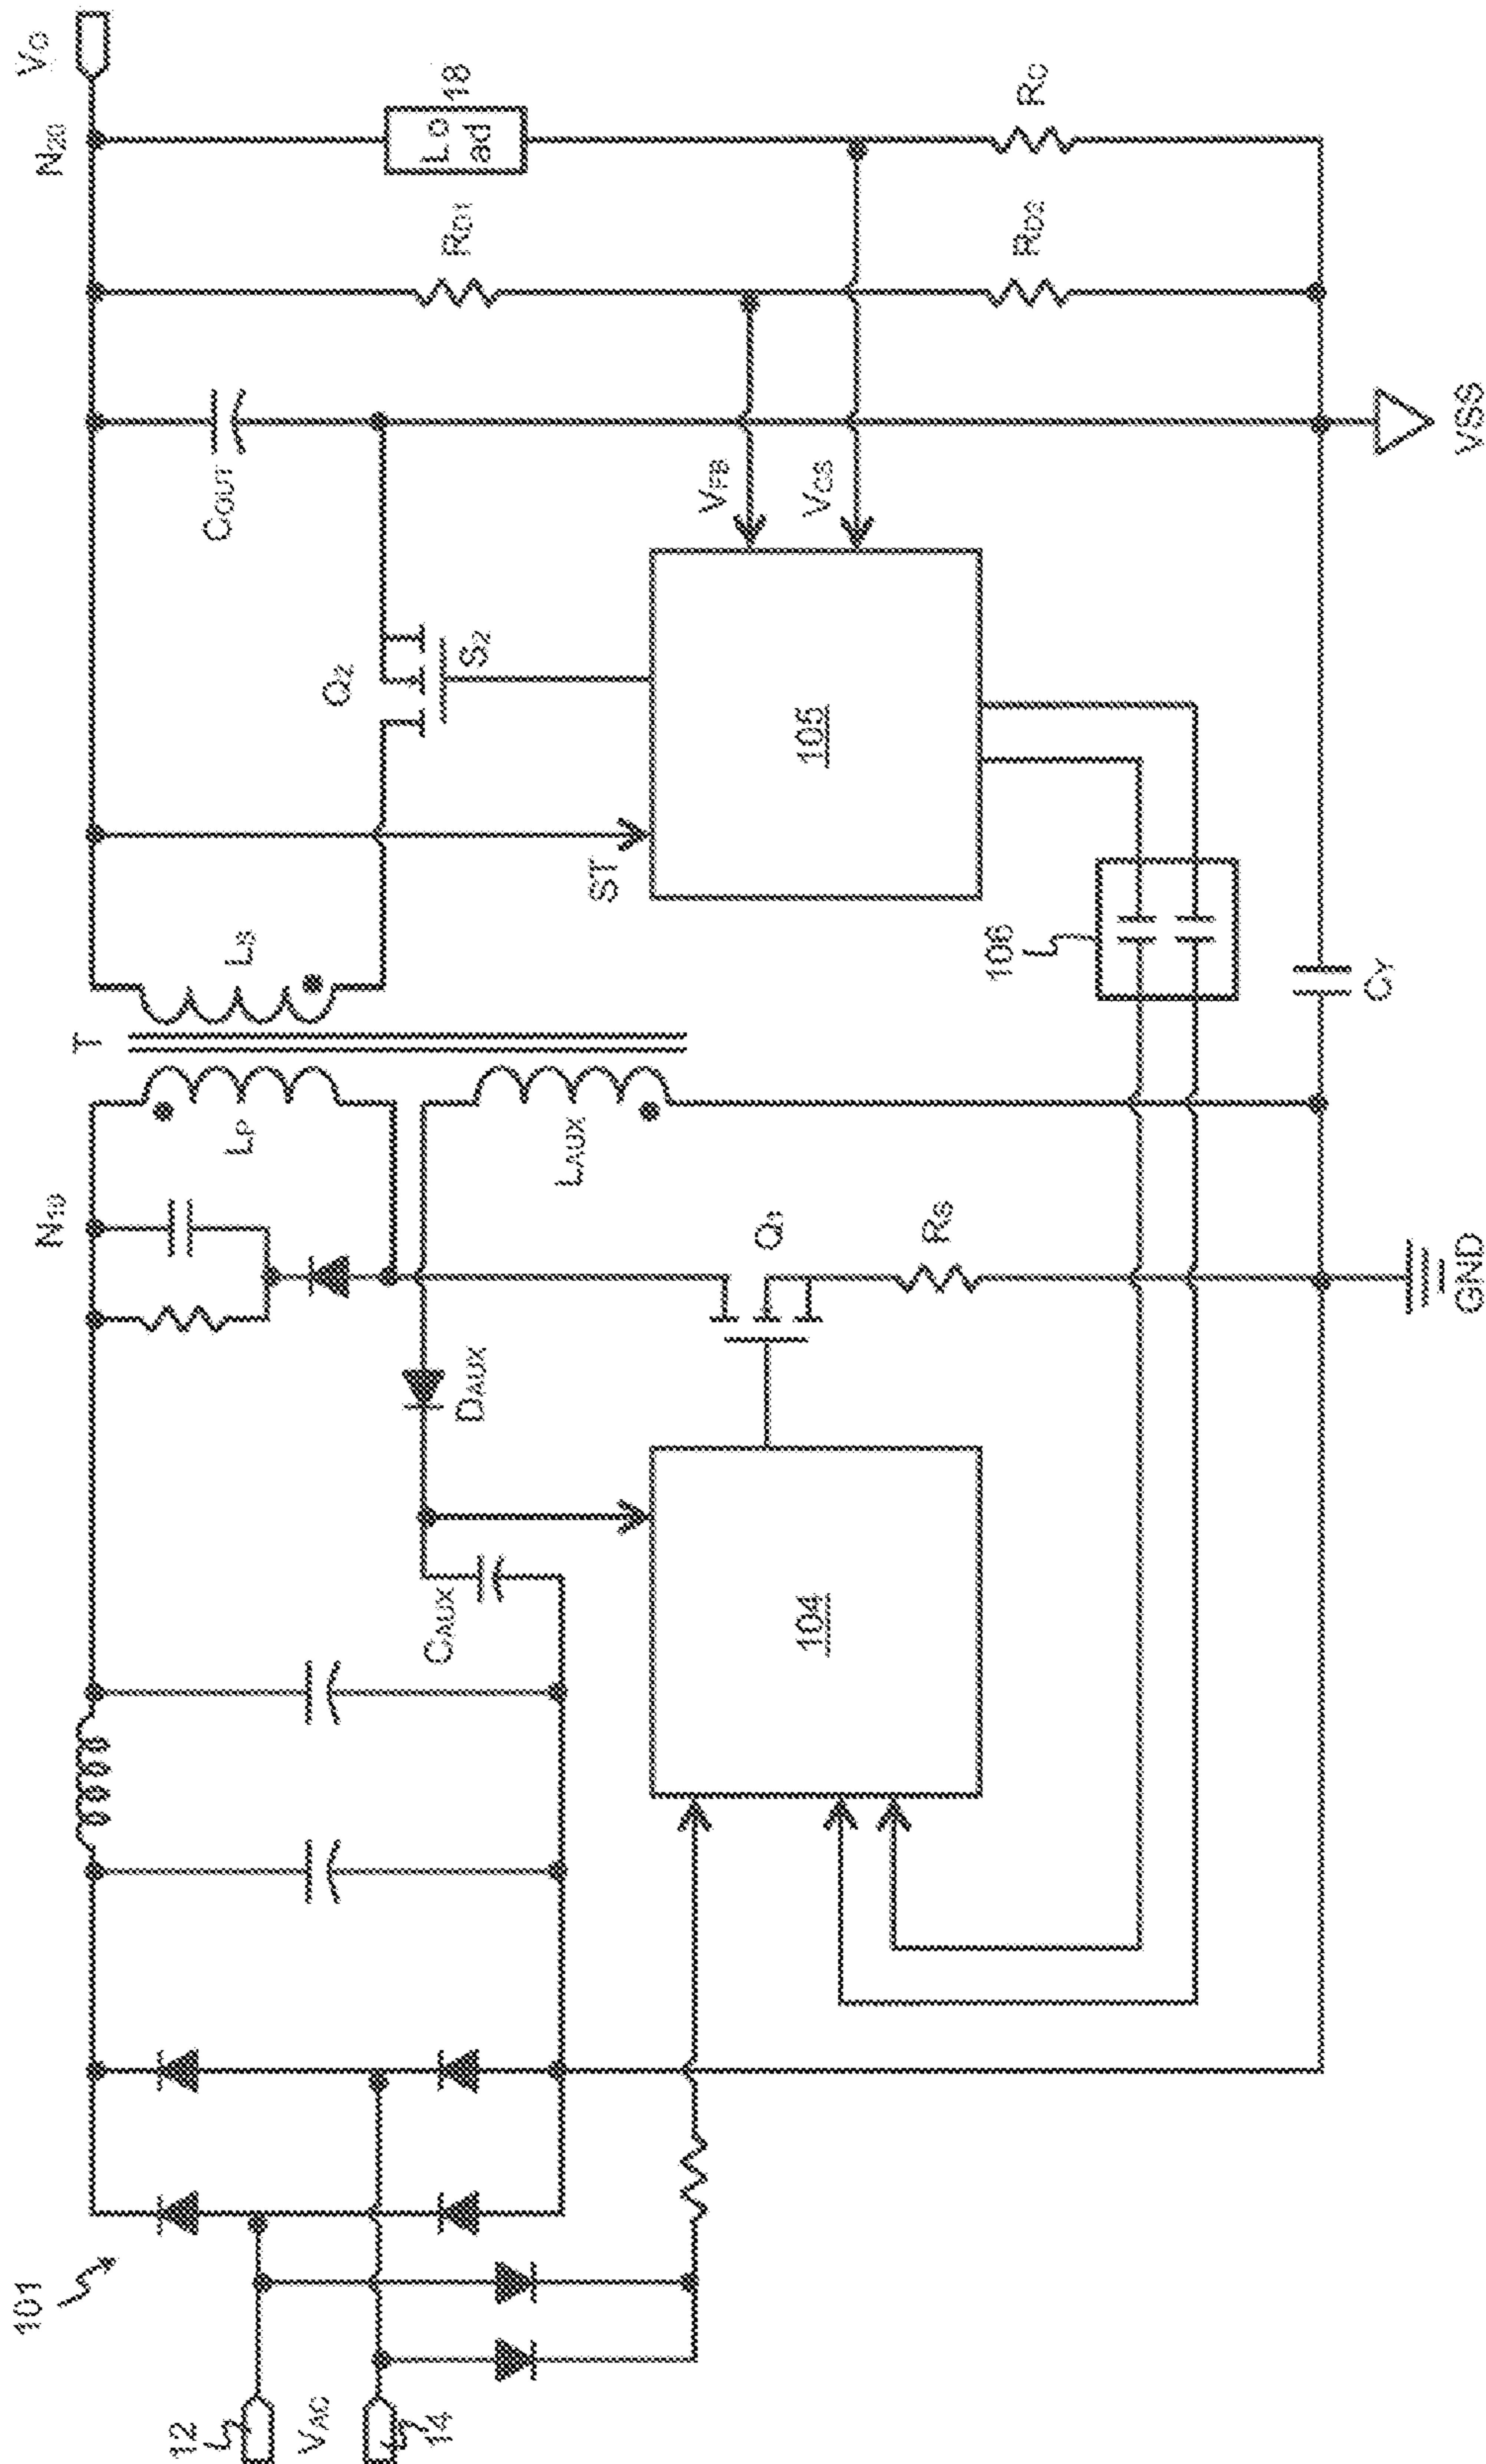 101
12
VAC
14
CAUX
DAUX
104
N10
LP
LAUX
Q1
RS
GND
T
LS
ST
106
CY
Q2
S2
105
COUT
VFB
VCS
VSS
RD1
RD2
N20
VO
Lo
ad
18
RC